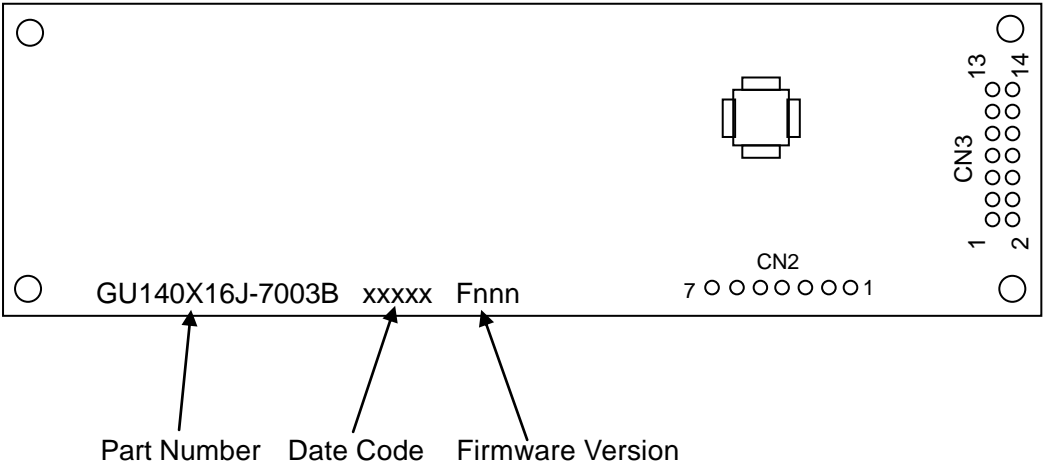 13 14
CN3
1 2
CN2
7 1
GU140X16J-7003B xxxxx Fnnn
Part Number Date Code Firmware Version